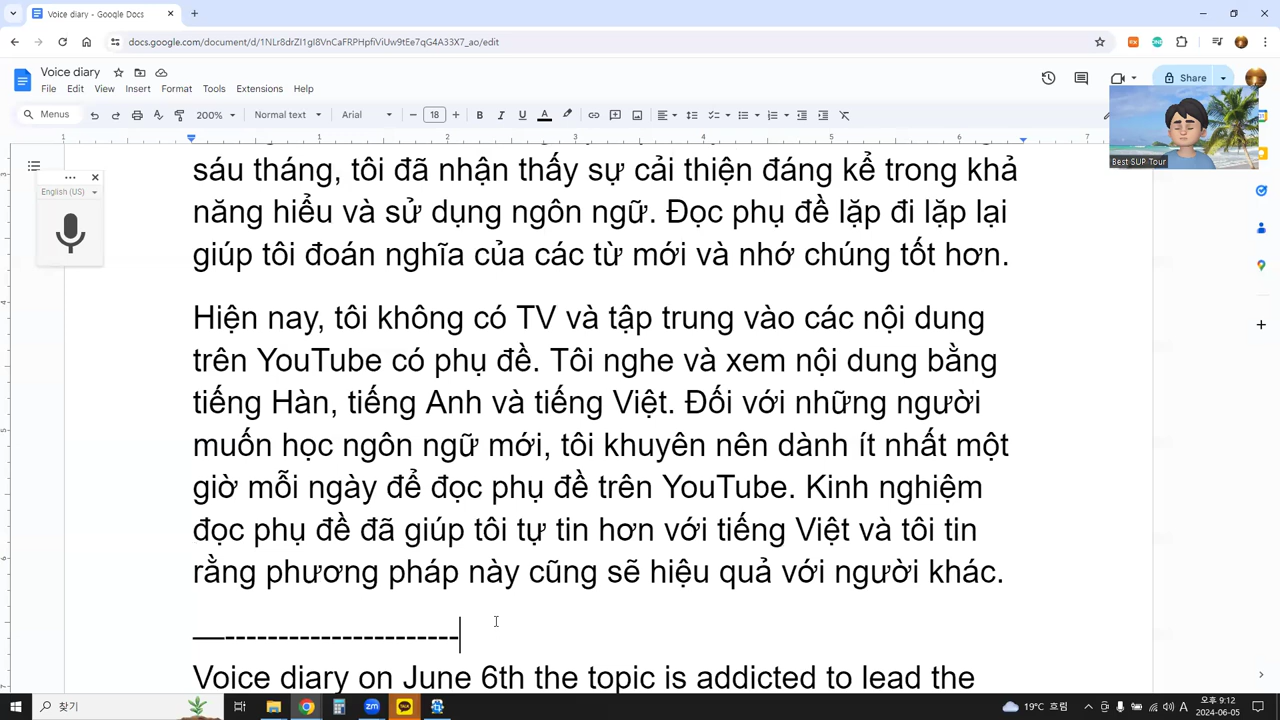 Voice diary - Google Docs
docs.google.com/document/d/1NLr8drZI1gI8VnCaFRPHpfiViUw9tEe7qG4A33X7_ao/edit
Voice diary
Share
File Edit View Insert Format Tools Extensions Help
Menus 200% Normal text Arial 18
1 1 2 3 4 5 6 7
Best SUP Tour
English (US)
sáu tháng, tôi đã nhận thấy sự cải thiện đáng kể trong khả
năng hiểu và sử dụng ngôn ngữ. Đọc phụ đề lặp đi lặp lại
giúp tôi đoán nghĩa của các từ mới và nhớ chúng tốt hơn.
Hiện nay, tôi không có TV và tập trung vào các nội dung
trên YouTube có phụ đề. Tôi nghe và xem nội dung bằng
tiếng Hàn, tiếng Anh và tiếng Việt. Đối với những người
muốn học ngôn ngữ mới, tôi khuyên nên dành ít nhất một
giờ mỗi ngày để đọc phụ đề trên YouTube. Kinh nghiệm
đọc phụ đề đã giúp tôi tự tin hơn với tiếng Việt và tôi tin
rằng phương pháp này cũng sẽ hiệu quả với người khác.
—----------------------
Voice diary on June 6th the topic is addicted to lead the
찾기
19°C 흐림
A
오후 9:12
2024-06-05